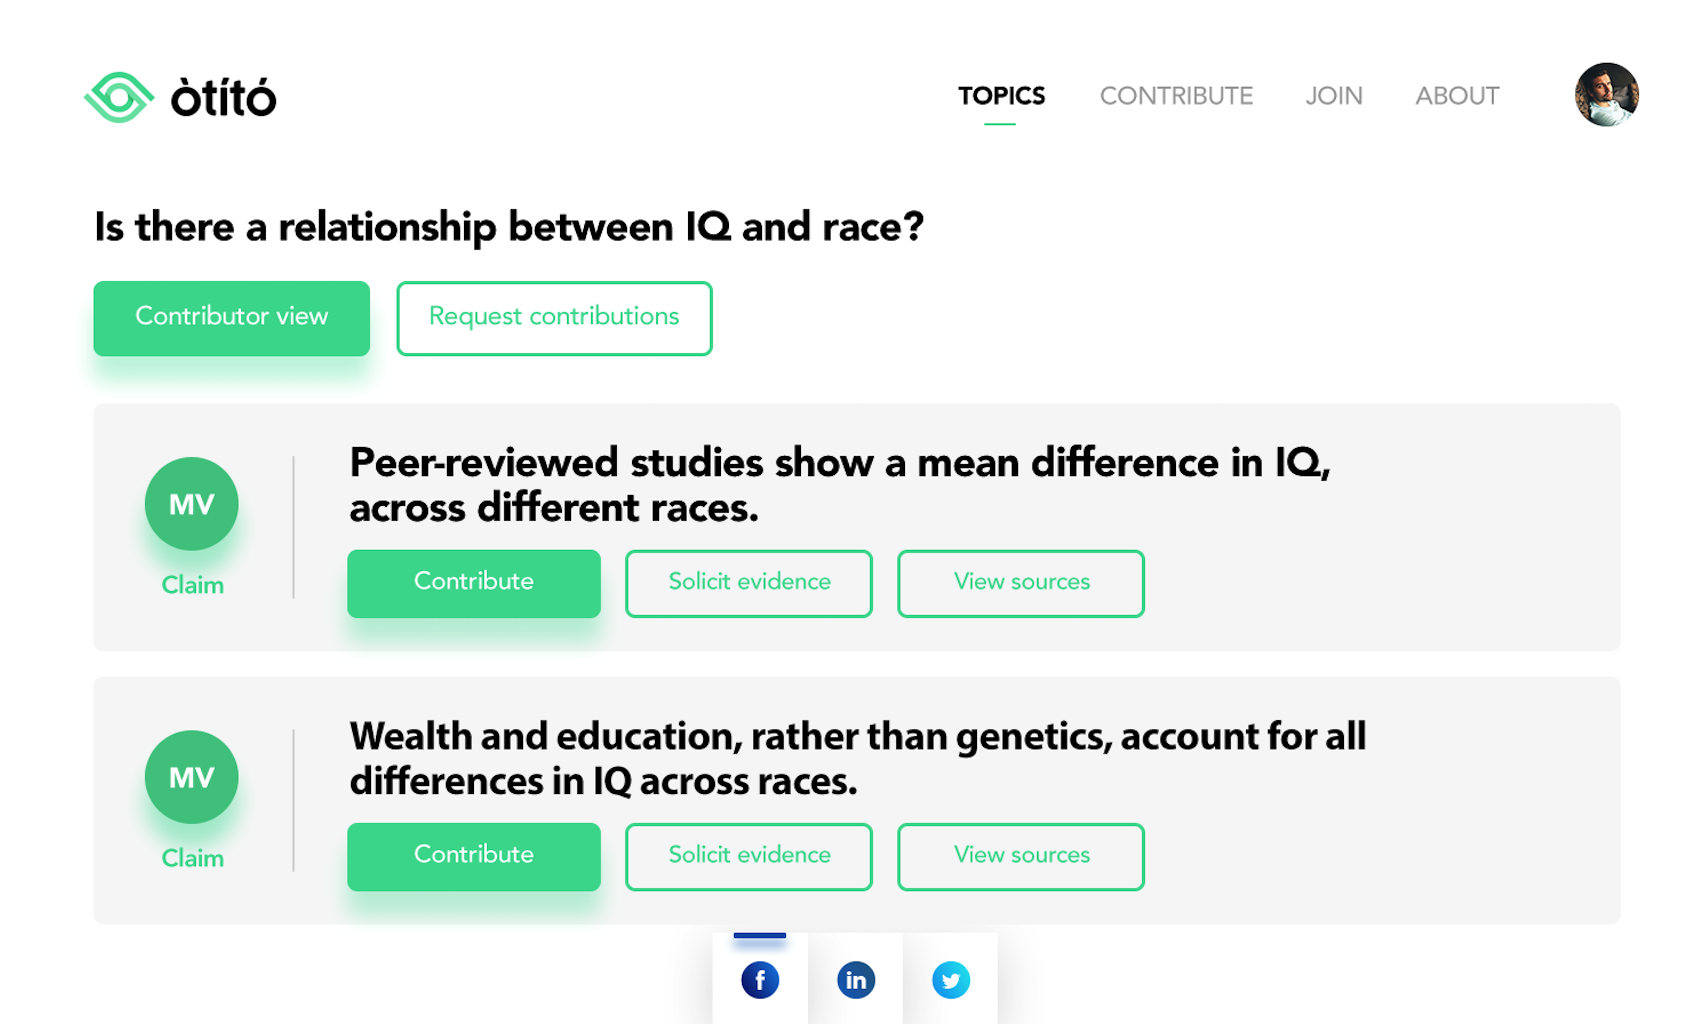 òtító
TOPICS CONTRIBUTE JOIN ABOUT
Is there a relationship between IQ and race?
Contributor view Request contributions
MV
Claim
Peer-reviewed studies show a mean difference in IQ,
across different races.
Contribute Solicit evidence View sources
MV
Claim
Wealth and education, rather than genetics, account for all
differences in IQ across races.
Contribute Solicit evidence View sources
f in